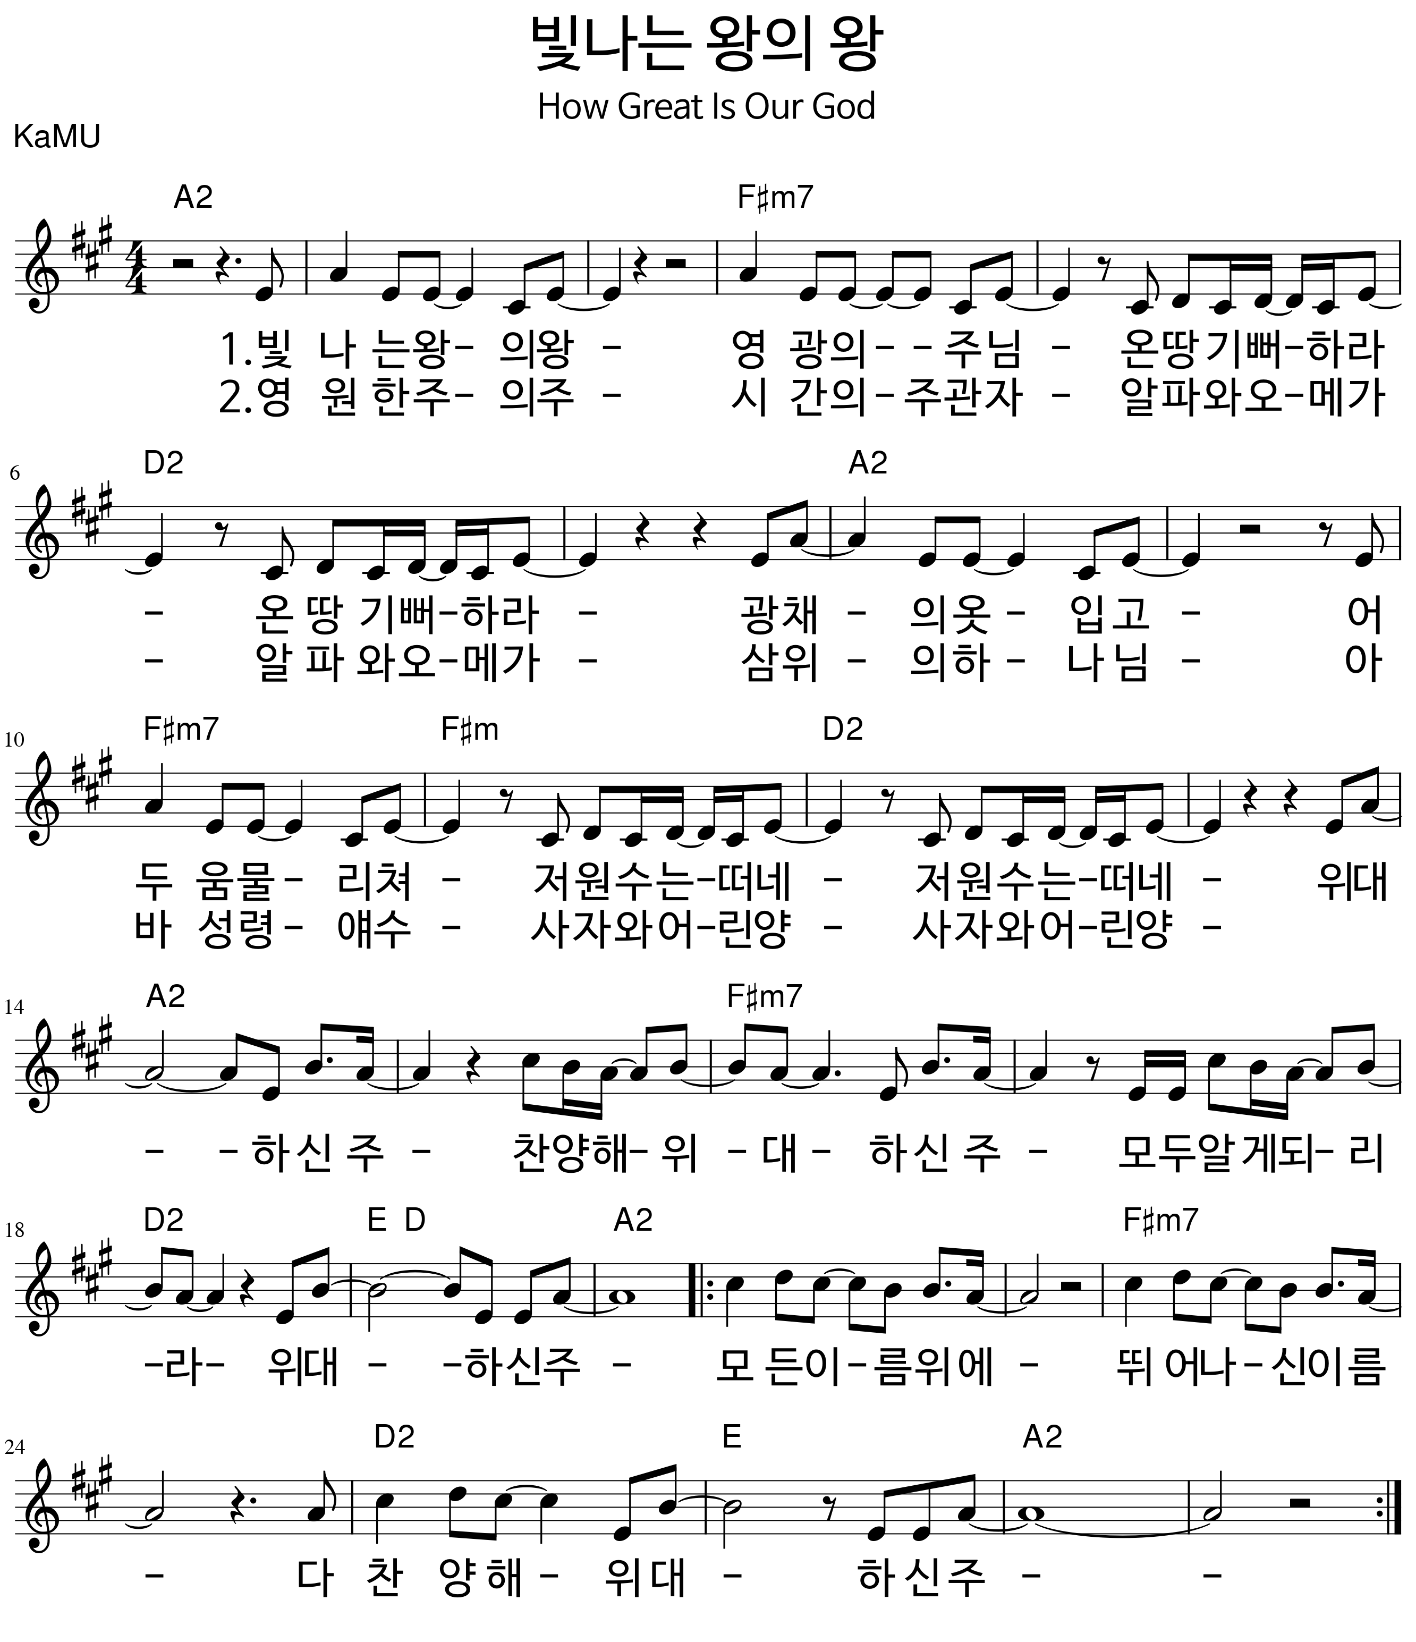 빛나는 왕의 왕
How Great Is Our God
KaMU
A2 F♯m7
4/4
1.빛 나 는왕- 의왕 - 영 광의 - - 주님 - 온땅 기뻐-하라
2.영 원 한주- 의주 - 시 간의 - 주관자 - 알파와오-메가
6 D2 A2
- 온 땅 기뻐-하라 - 광채 - 의옷 - 입고 - 어
- 알 파 와오-메가 - 삼위 - 의하 - 나님 - 아
10 F♯m7 F♯m D2
두 움물 - 리쳐 - 저원수는-떠네 - 저원수는-떠네 - 위대
바 성령 - 얘수 - 사자와어-린양 - 사자와어-린양 -
14 A2 F♯m7
- - 하신 주 - 찬양해- 위 - 대 - 하신 주 - 모두알게되- 리
18 D2 E D A2 F♯m7
-라- 위대 - -하신주 - 모 든이-름위에 - 뛰 어나-신이름
24 D2 E A2
- 다 찬 양해 - 위대 - 하신주 - -